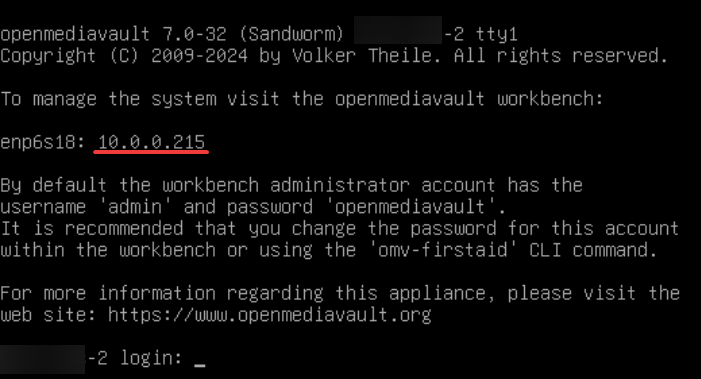 openmediavault 7.0-32 (Sandworm) -2 tty1
Copyright (C) 2009-2024 by Volker Theile. All rights reserved.
To manage the system visit the openmediavault workbench:
enp6s18: 10.0.0.215
By default the workbench administrator account has the
username 'admin' and password 'openmediavault'.
It is recommended that you change the password for this account
within the workbench or using the 'omv-firstaid' CLI command.
For more information regarding this appliance, please visit the
web site: https://www.openmediavault.org
-2 login: _